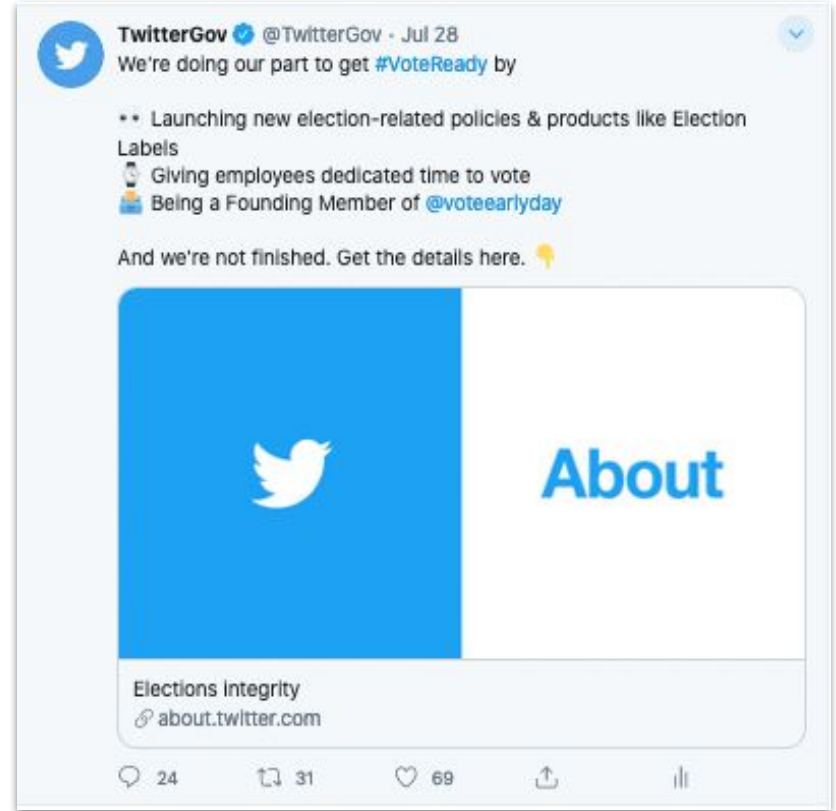 TwitterGov @TwitterGov · Jul 28
We're doing our part to get #VoteReady by
👀 Launching new election-related policies & products like Election
Labels
⌚ Giving employees dedicated time to vote
🗳️ Being a Founding Member of @voteearlyday
And we're not finished. Get the details here. 👇
About
Elections integrity
about.twitter.com
24 31 69